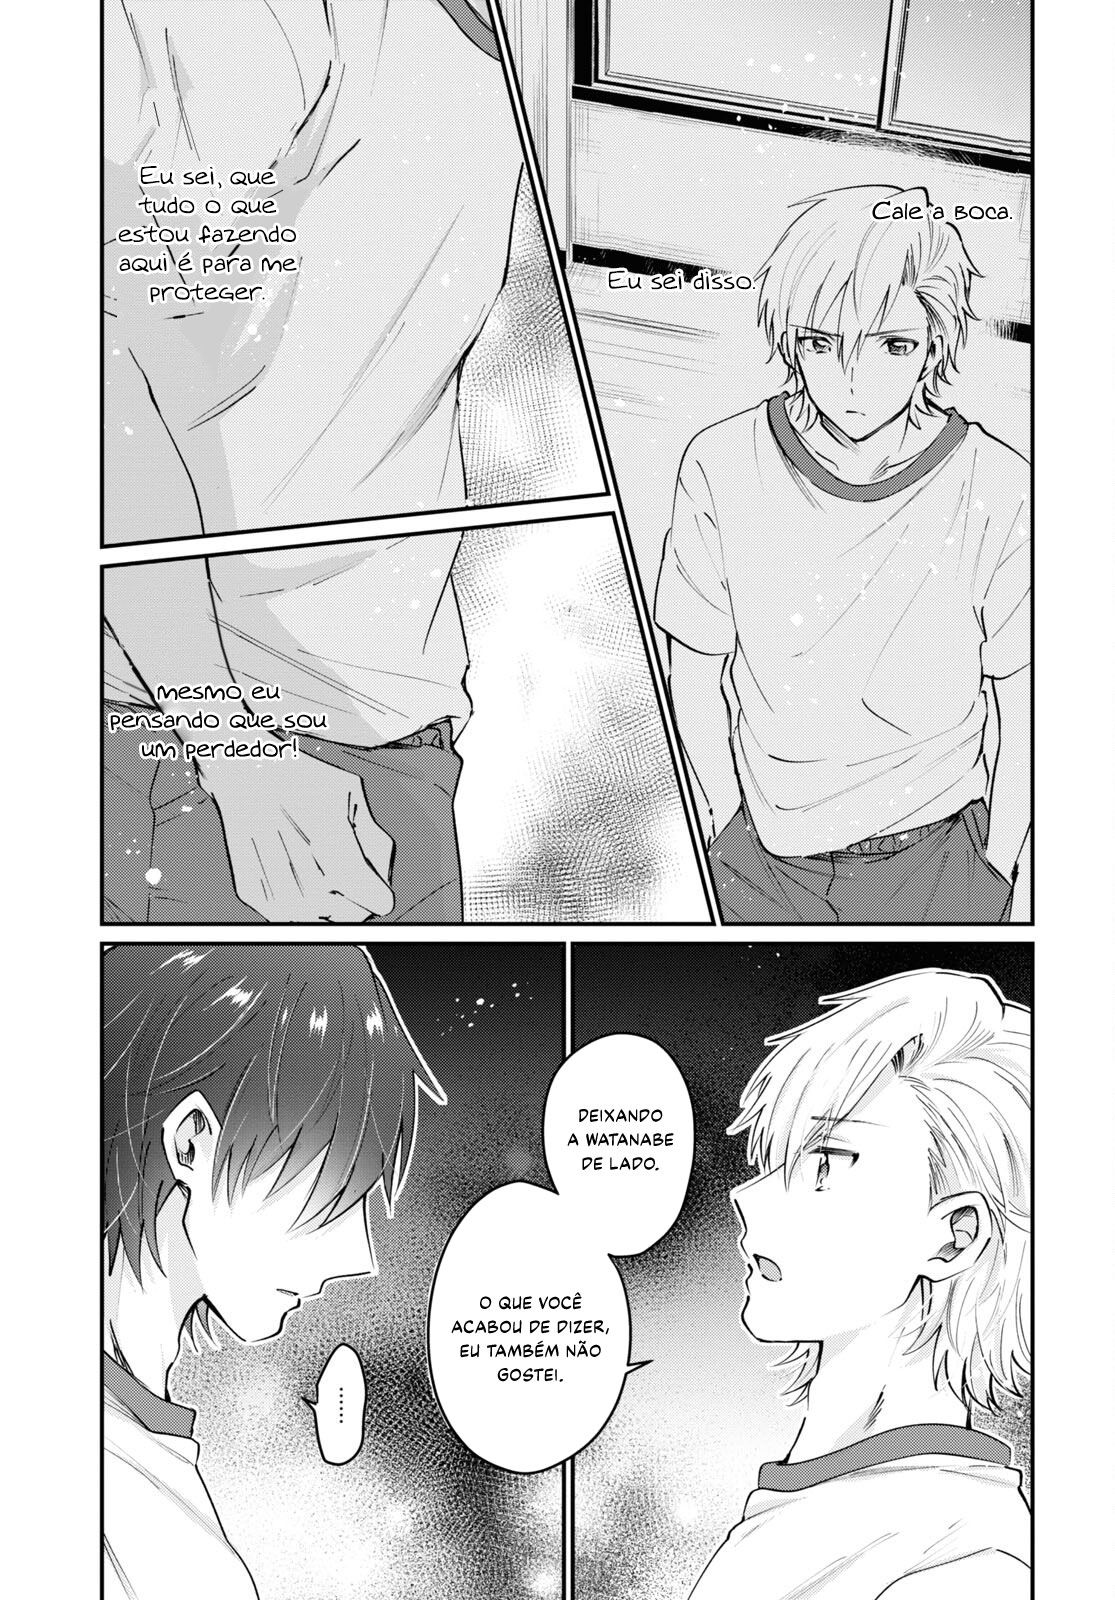 Cale a boca.
Eu sei disso.
Eu sei, que
tudo o que
estou fazendo
aqui é para me
proteger.
mesmo eu
pensando que sou
um perdedor!
DEIXANDO
A WATANABE
DE LADO.
O QUE VOCÊ
ACABOU DE DIZER,
EU TAMBÉM NÃO
GOSTEI.
........